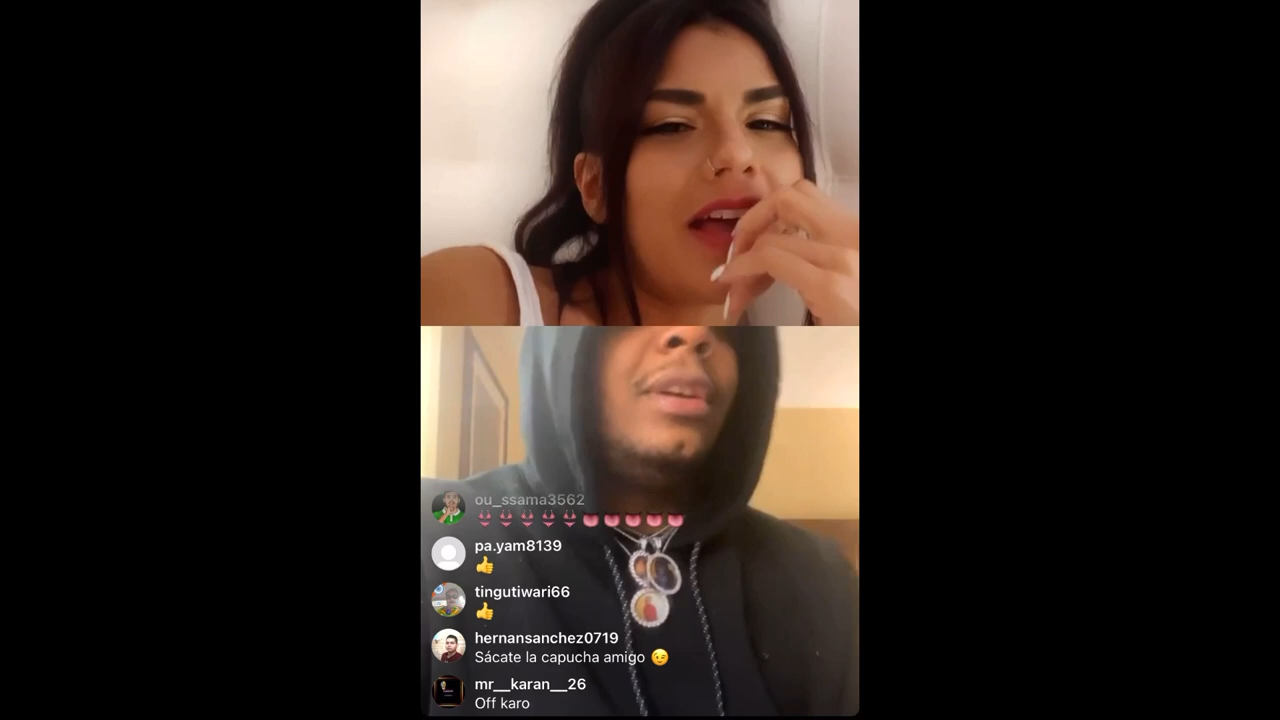 ou_ssama3562
👙👙👙👙👙👅👅👅👅👅
pa.yam8139
👍
tingutiwari66
👍
hernansanchez0719
Sácate la capucha amigo 😉
mr__karan__26
Off karo